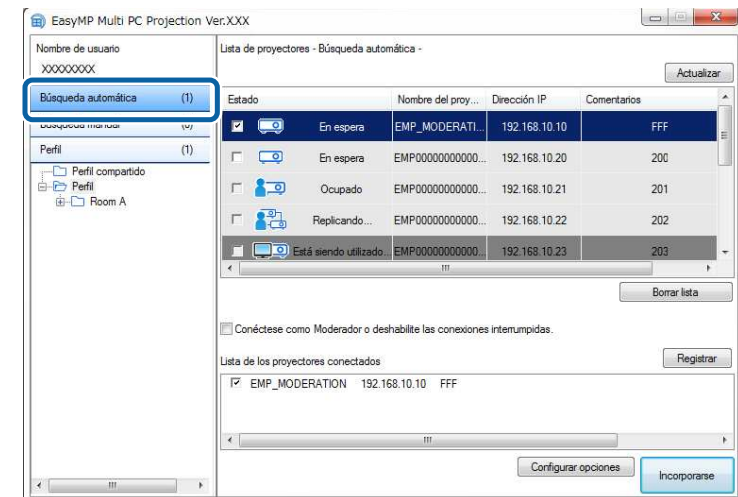 EasyMP Multi PC Projection Ver.XXX
Nombre de usuario
XXXXXXXX
Búsqueda automática (1)
Búsqueda manual (0)
Perfil (1)
Perfil compartido
Perfil
Room A
Lista de proyectores - Búsqueda automática -
Actualizar
Estado Nombre del proy... Dirección IP Comentarios
En espera EMP_MODERATI... 192.168.10.10 FFF
En espera EMP00000000000... 192.168.10.20 200
Ocupado EMP00000000000... 192.168.10.21 201
Replicando... EMP00000000000... 192.168.10.22 202
Está siendo utilizado... EMP00000000000... 192.168.10.23 203
Borrar lista
Conéctese como Moderador o deshabilite las conexiones interrumpidas.
Lista de los proyectores conectados
Registrar
EMP_MODERATION 192.168.10.10 FFF
Configurar opciones
Incorporarse